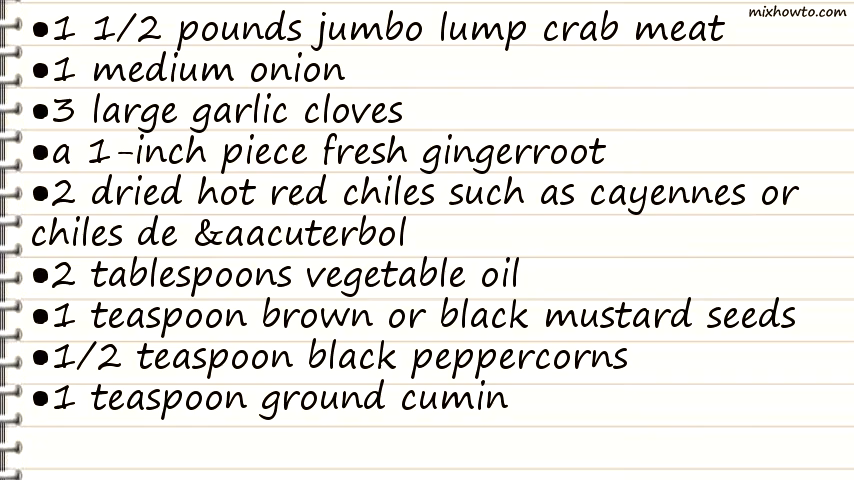 mixhowto.com
•1 1/2 pounds jumbo lump crab meat
•1 medium onion
•3 large garlic cloves
•a 1-inch piece fresh gingerroot
•2 dried hot red chiles such as cayennes or
chiles de &aacuterbol
•2 tablespoons vegetable oil
•1 teaspoon brown or black mustard seeds
•1/2 teaspoon black peppercorns
•1 teaspoon ground cumin